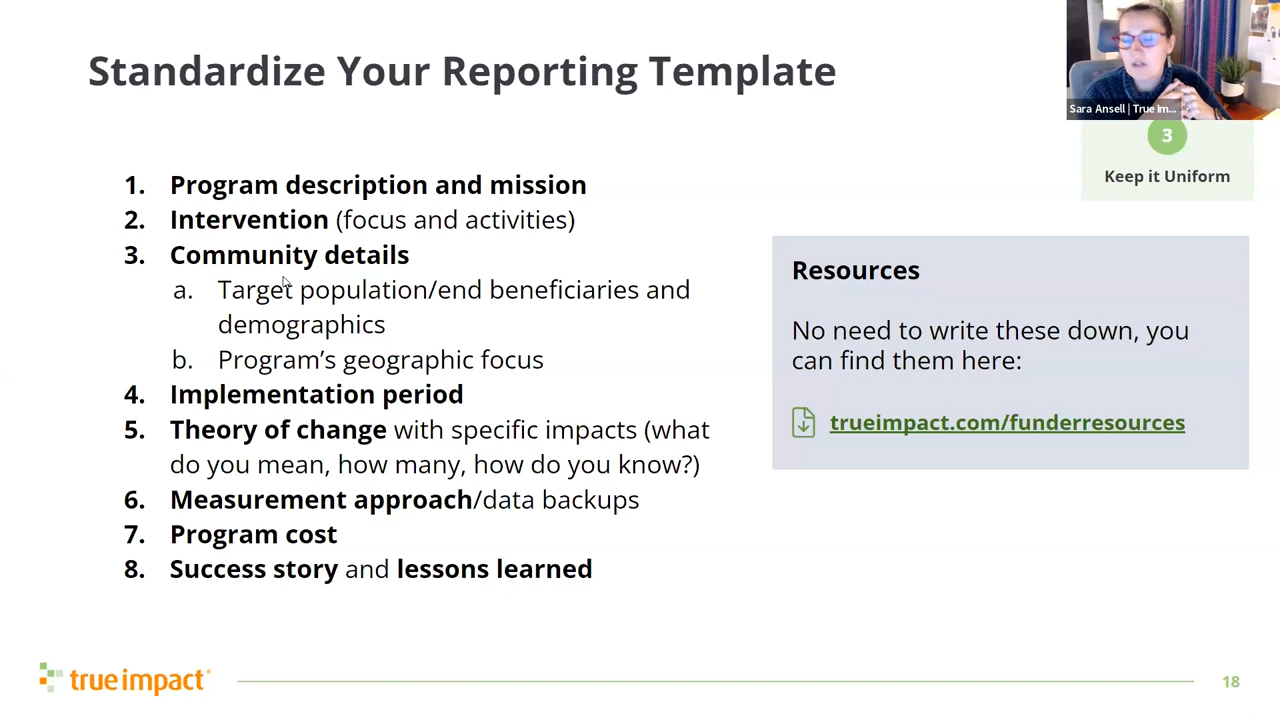 Standardize Your Reporting Template
Sara Ansell | True Im...
3
Keep it Uniform
1. Program description and mission
2. Intervention (focus and activities)
3. Community details
a. Target population/end beneficiaries and
demographics
b. Program’s geographic focus
4. Implementation period
5. Theory of change with specific impacts (what
do you mean, how many, how do you know?)
6. Measurement approach/data backups
7. Program cost
8. Success story and lessons learned
Resources
No need to write these down, you
can find them here:
trueimpact.com/funderresources
true impact®
18